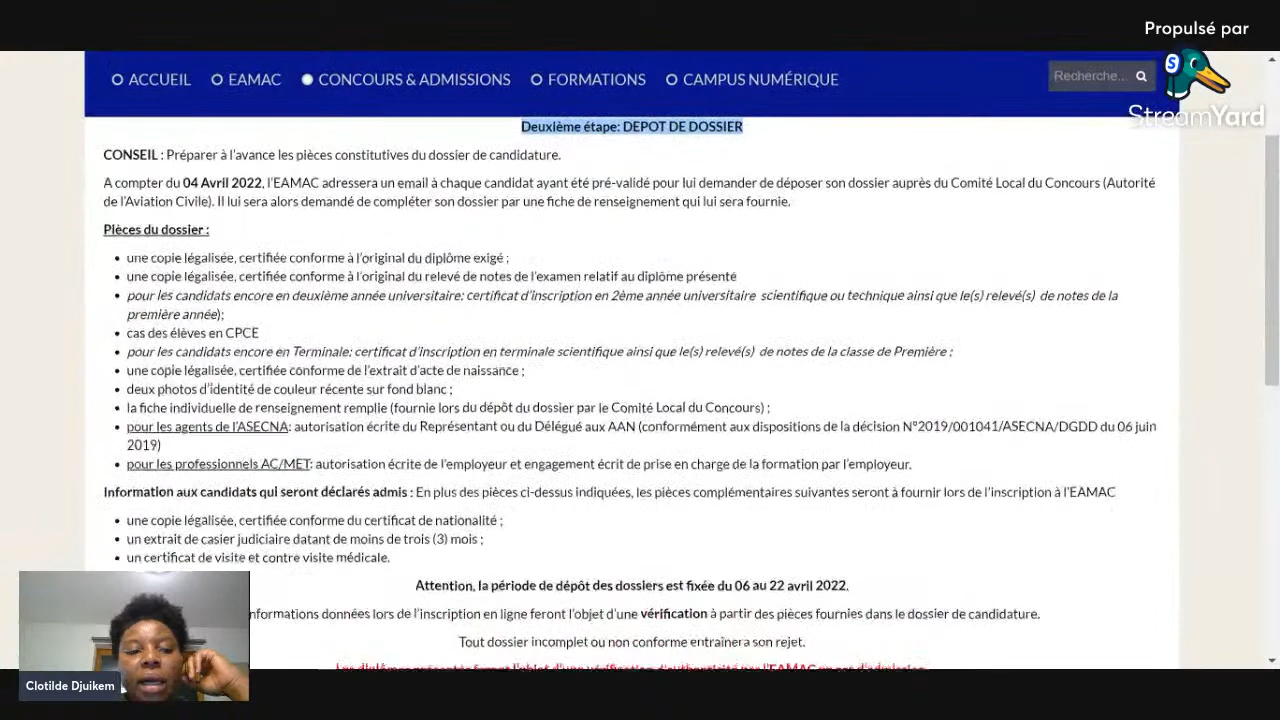 Propulsé par
StreamYard
ACCUEIL EAMAC CONCOURS & ADMISSIONS FORMATIONS CAMPUS NUMÉRIQUE
Recherche...
Deuxième étape: DEPOT DE DOSSIER
CONSEIL : Préparer à l'avance les pièces constitutives du dossier de candidature.
A compter du 04 Avril 2022, l'EAMAC adressera un email à chaque candidat ayant été pré-validé pour lui demander de déposer son dossier auprès du Comité Local du Concours (Autorité
de l'Aviation Civile). Il lui sera alors demandé de compléter son dossier par une fiche de renseignement qui lui sera fournie.
Pièces du dossier :
• une copie légalisée, certifiée conforme à l'original du diplôme exigé ;
• une copie légalisée, certifiée conforme à l'original du relevé de notes de l'examen relatif au diplôme présenté
• pour les candidats encore en deuxième année universitaire: certificat d'inscription en 2ème année universitaire scientifique ou technique ainsi que le(s) relevé(s) de notes de la
première année);
• cas des élèves en CPCE
• pour les candidats encore en Terminale: certificat d'inscription en terminale scientifique ainsi que le(s) relevé(s) de notes de la classe de Première ;
• une copie légalisée, certifiée conforme de l'extrait d'acte de naissance ;
• deux photos d'identité de couleur récente sur fond blanc ;
• la fiche individuelle de renseignement remplie (fournie lors du dépôt du dossier par le Comité Local du Concours) ;
• pour les agents de l'ASECNA: autorisation écrite du Représentant ou du Délégué aux AAN (conformément aux dispositions de la décision N°2019/001041/ASECNA/DGDD du 06 juin
2019)
• pour les professionnels AC/MET: autorisation écrite de l'employeur et engagement écrit de prise en charge de la formation par l'employeur.
Information aux candidats qui seront déclarés admis : En plus des pièces ci-dessus indiquées, les pièces complémentaires suivantes seront à fournir lors de l'inscription à l'EAMAC
• une copie légalisée, certifiée conforme du certificat de nationalité ;
• un extrait de casier judiciaire datant de moins de trois (3) mois ;
• un certificat de visite et contre visite médicale.
Attention, la période de dépôt des dossiers est fixée du 06 au 22 avril 2022.
nformations données lors de l'inscription en ligne feront l'objet d'une vérification à partir des pièces fournies dans le dossier de candidature.
Tout dossier incomplet ou non conforme entraînera son rejet.
Les diplômes présentés feront l'objet d'une vérification d'authenticité par l'EAMAC
Clotilde Djuikem